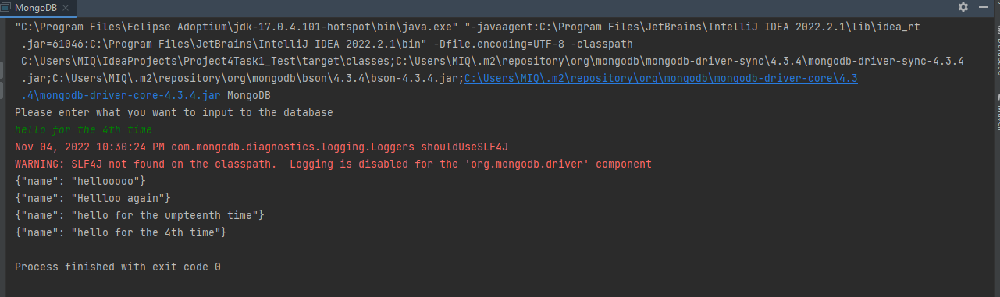 MongoDB
"C:\Program Files\Eclipse Adoptium\jdk-17.0.4.101-hotspot\bin\java.exe" "-javaagent:C:\Program Files\JetBrains\IntelliJ IDEA 2022.2.1\lib\idea_rt
.jar=61046:C:\Program Files\JetBrains\IntelliJ IDEA 2022.2.1\bin" -Dfile.encoding=UTF-8 -classpath
C:\Users\MIQ\IdeaProjects\Project4Task1_Test\target\classes;C:\Users\MIQ\.m2\repository\org\mongodb\mongodb-driver-sync\4.3.4\mongodb-driver-sync-4.3.4
.jar;C:\Users\MIQ\.m2\repository\org\mongodb\bson\4.3.4\bson-4.3.4.jar;C:\Users\MIQ\.m2\repository\org\mongodb\mongodb-driver-core\4.3
.4\mongodb-driver-core-4.3.4.jar MongoDB
Please enter what you want to input to the database
hello for the 4th time
Nov 04, 2022 10:30:24 PM com.mongodb.diagnostics.logging.Loggers shouldUseSLF4J
WARNING: SLF4J not found on the classpath.  Logging is disabled for the 'org.mongodb.driver' component
{"name": "hellooooo"}
{"name": "Hellloo again"}
{"name": "hello for the umpteenth time"}
{"name": "hello for the 4th time"}
Process finished with exit code 0